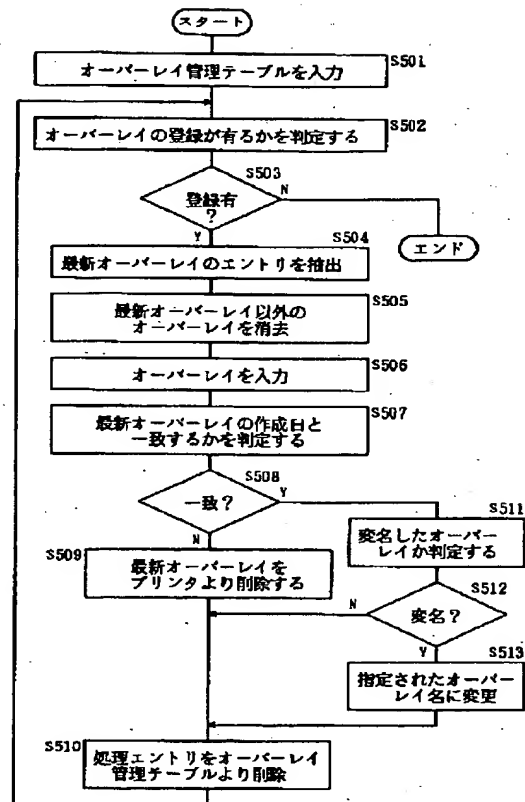 スタート
オーバーレイ管理テーブルを入力
S501
オーバーレイの登録が有るかを判定する
S502
S503
登録有
?
N
Y
エンド
S504
最新オーバーレイのエントリを抽出
S505
最新オーバーレイ以外の
オーバーレイを消去
S506
オーバーレイを入力
S507
最新オーバーレイの作成日と
一致するかを判定する
S508
一致?
Y
N
S511
変名したオーバー
レイか判定する
S509
最新オーバーレイを
プリンタより削除する
S512
変名?
N
Y
S513
指定されたオーバー
レイ名に変更
S510
処理エントリをオーバーレイ
管理テーブルより削除